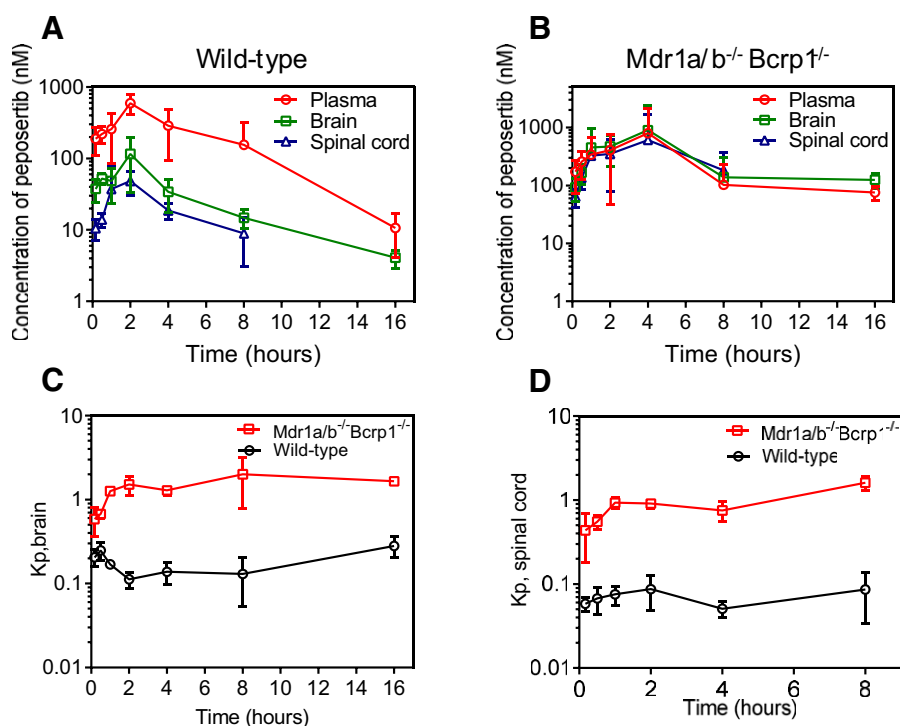 A
Wild-type
Concentration of peposertib (nM)
1000
100
10
1
Plasma
Brain
Spinal cord
0 2 4 6 8 10 12 14 16
Time (hours)
B
Mdr1a/b-/- Bcrp1-/-
Concentration of peposertib (nM)
1000
100
10
1
Plasma
Brain
Spinal cord
0 2 4 6 8 10 12 14 16
Time (hours)
C
Kp,brain
10
1
0.1
0.01
Mdr1a/b-/-Bcrp1-/-
Wild-type
0 2 4 6 8 10 12 14 16
Time (hours)
D
Kp, spinal cord
10
1
0.1
0.01
Mdr1a/b-/-Bcrp1-/-
Wild-type
0 2 4 6 8
Time (hours)